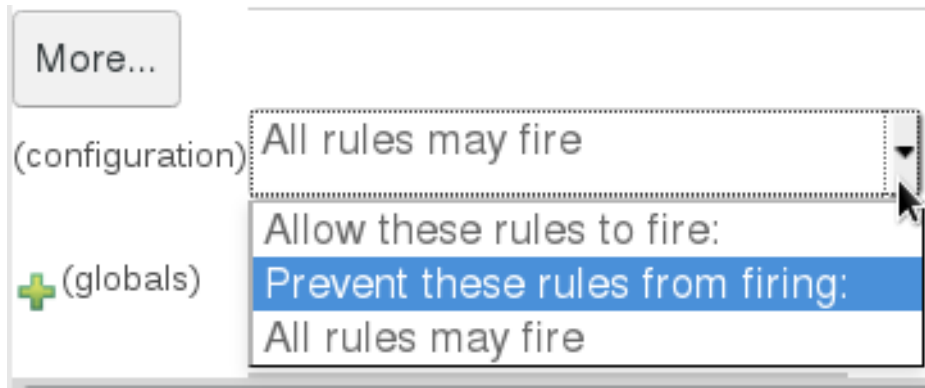 More...
(configuration) All rules may fire
Allow these rules to fire:
(globals) Prevent these rules from firing:
All rules may fire